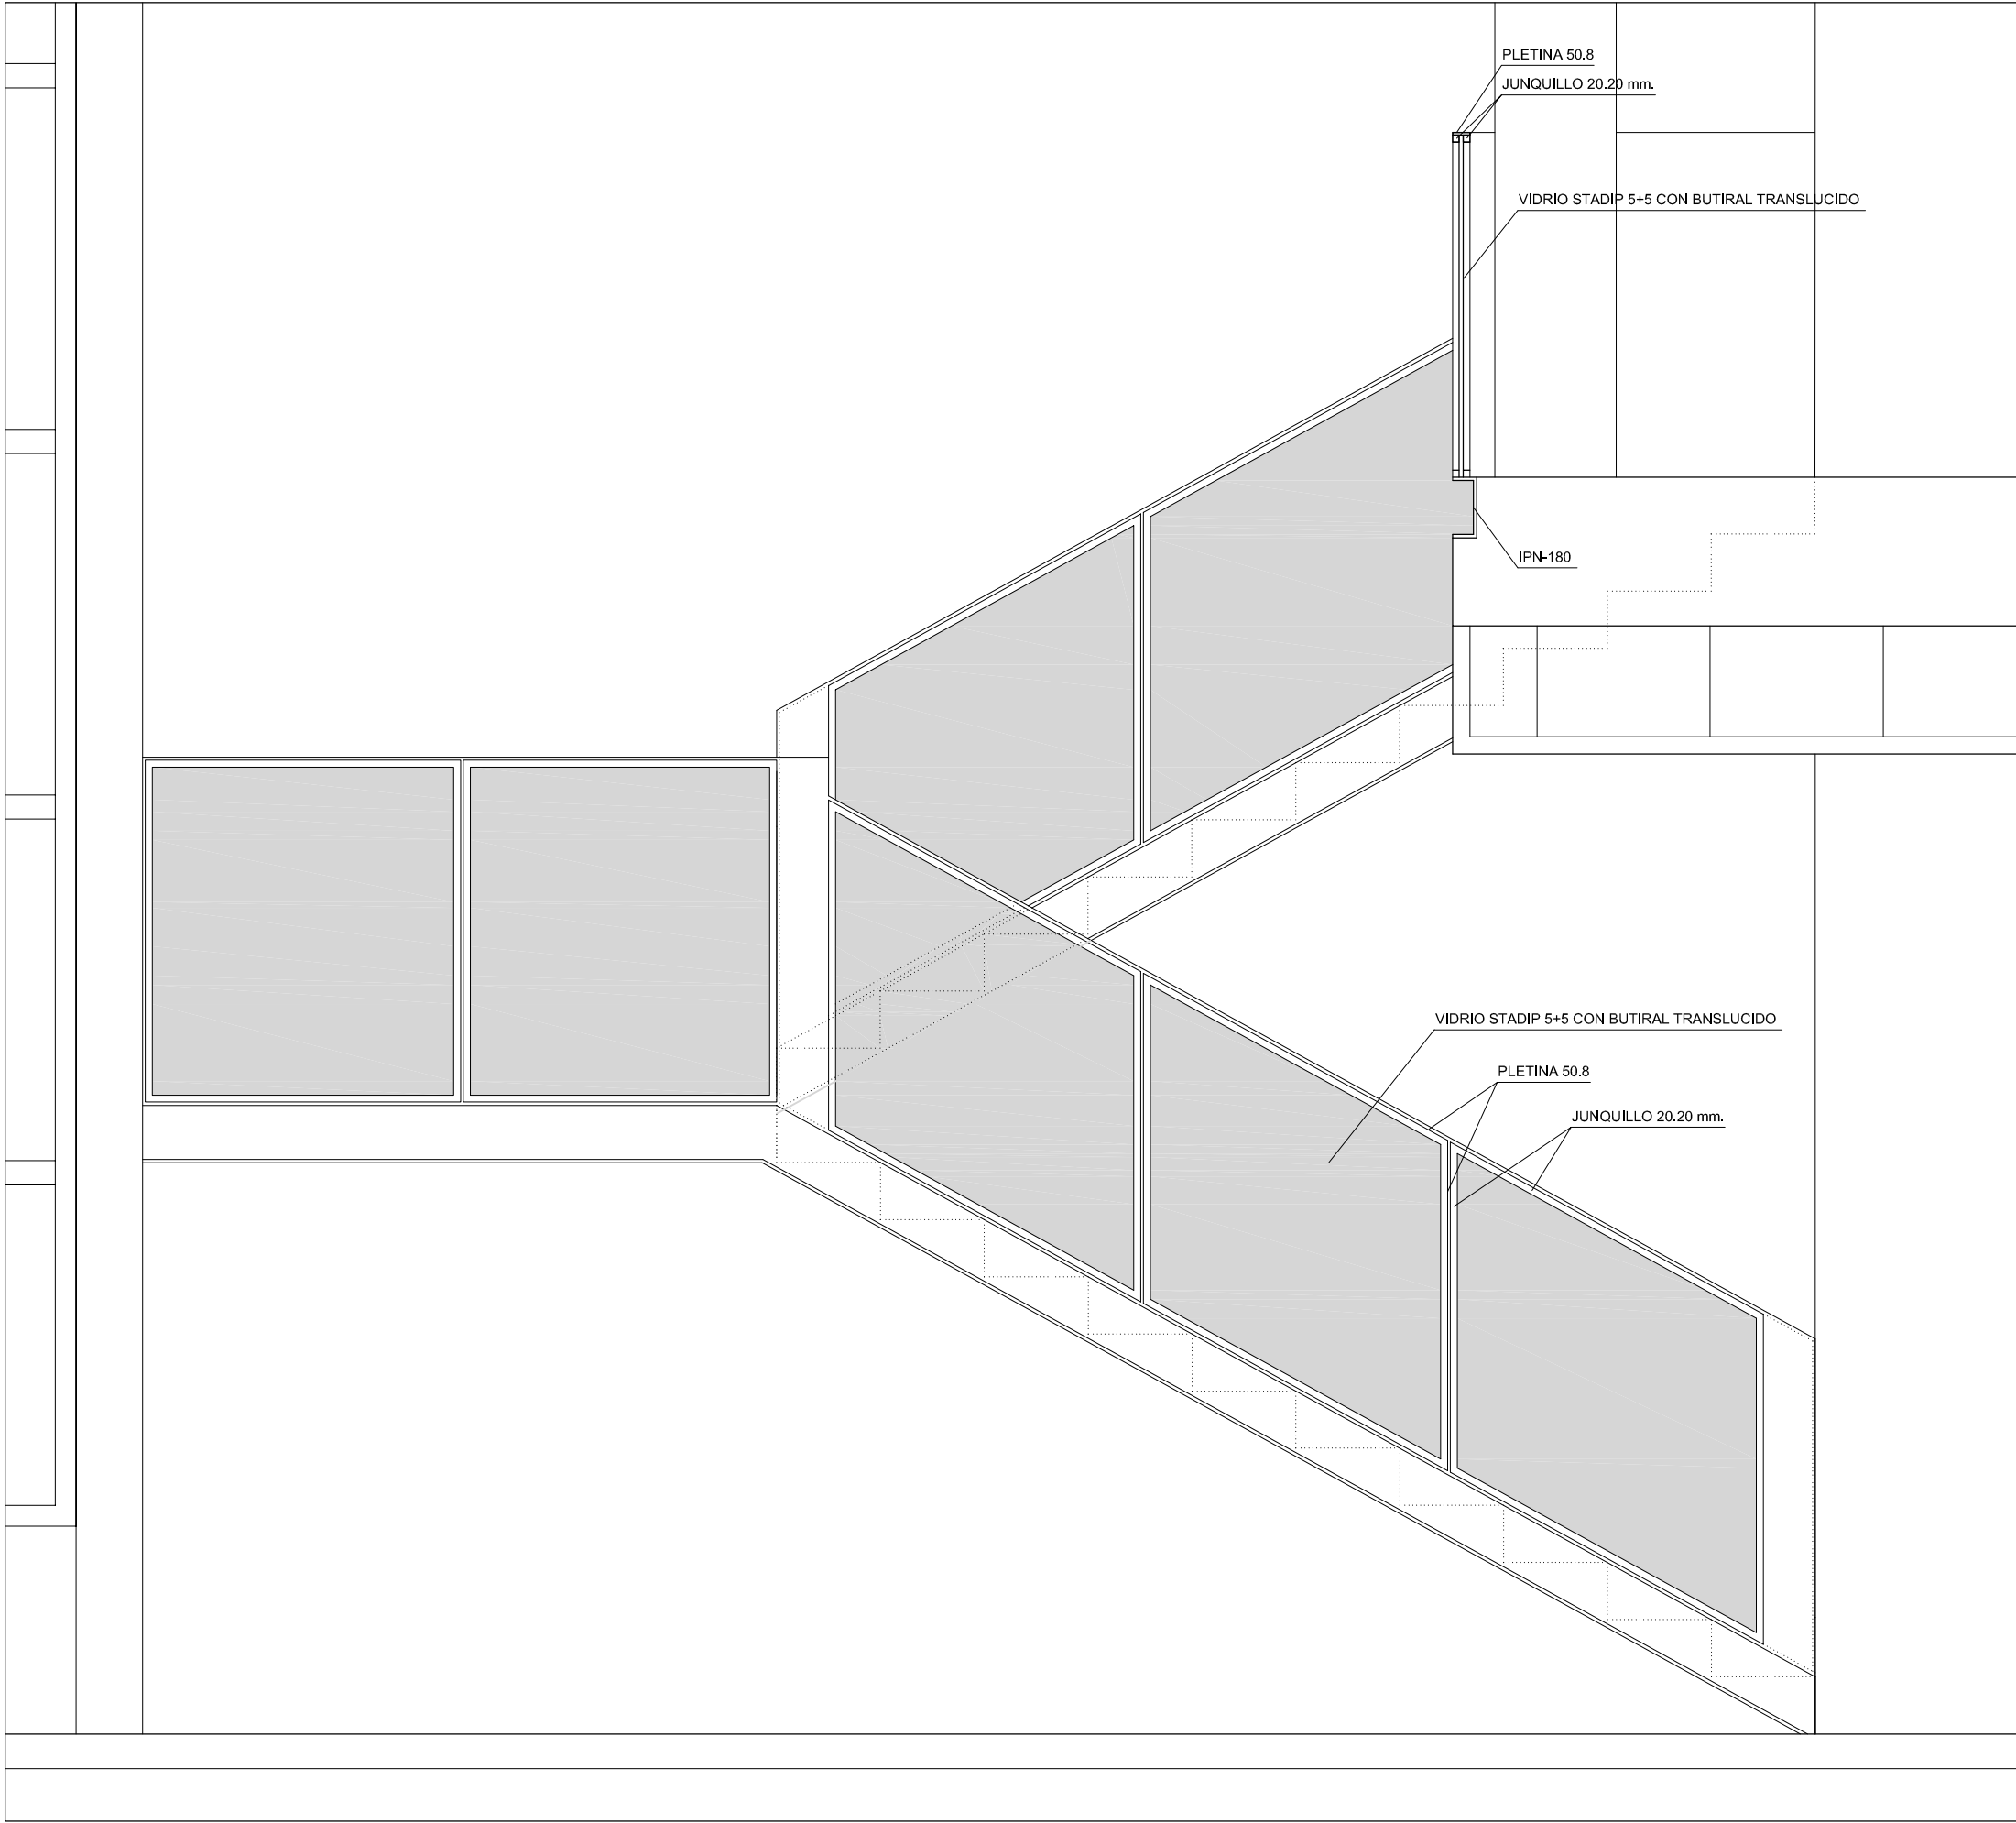 PLETINA 50.8
JUNQUILLO 20.20 mm.
VIDRIO STADIP 5+5 CON BUTIRAL TRANSLUCIDO
IPN-180
VIDRIO STADIP 5+5 CON BUTIRAL TRANSLUCIDO
PLETINA 50.8
JUNQUILLO 20.20 mm.